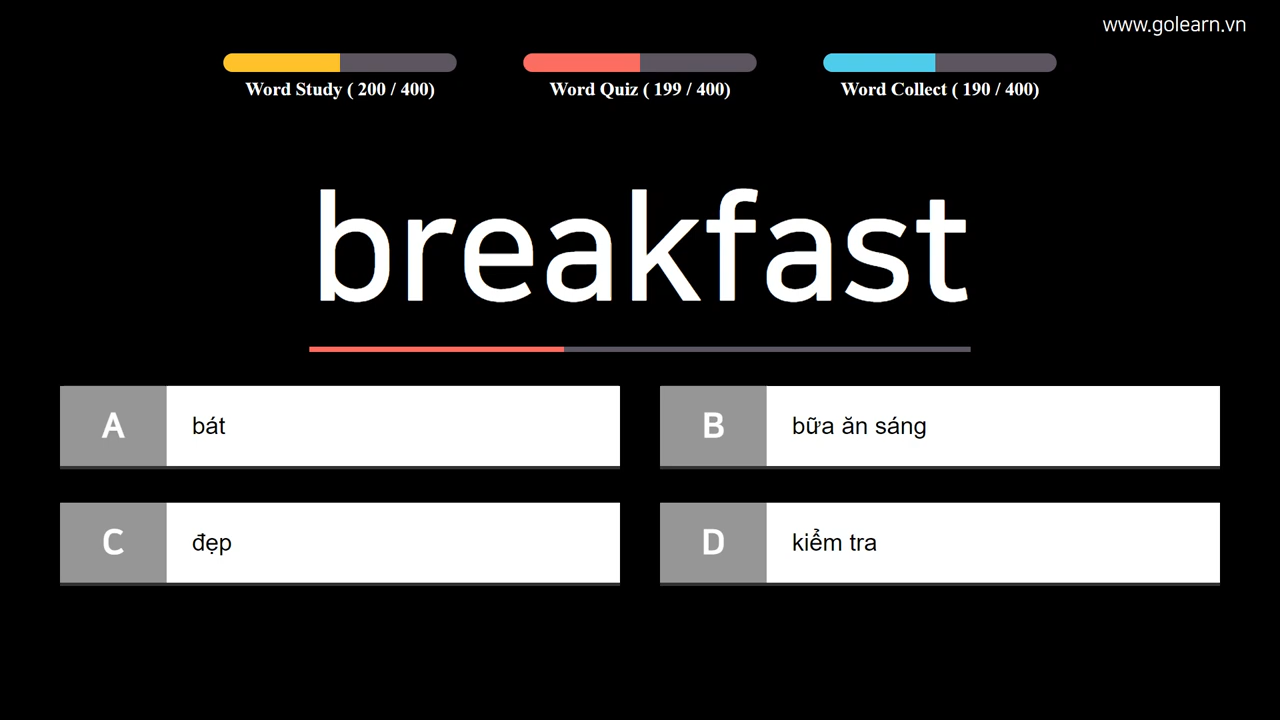 www.golearn.vn
Word Study ( 200 / 400)
Word Quiz ( 199 / 400)
Word Collect ( 190 / 400)
breakfast
A bát
B bữa ăn sáng
C đẹp
D kiểm tra